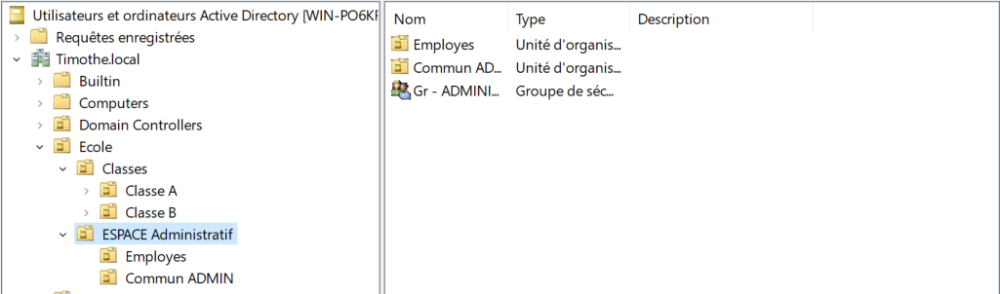 Utilisateurs et ordinateurs Active Directory [WIN-PO6KF
Requêtes enregistrées
Timothe.local
Builtin
Computers
Domain Controllers
Ecole
Classes
Classe A
Classe B
ESPACE Administratif
Employes
Commun ADMIN
Nom Type Description
Employes Unité d'organis...
Commun AD... Unité d'organis...
Gr - ADMINI... Groupe de séc...